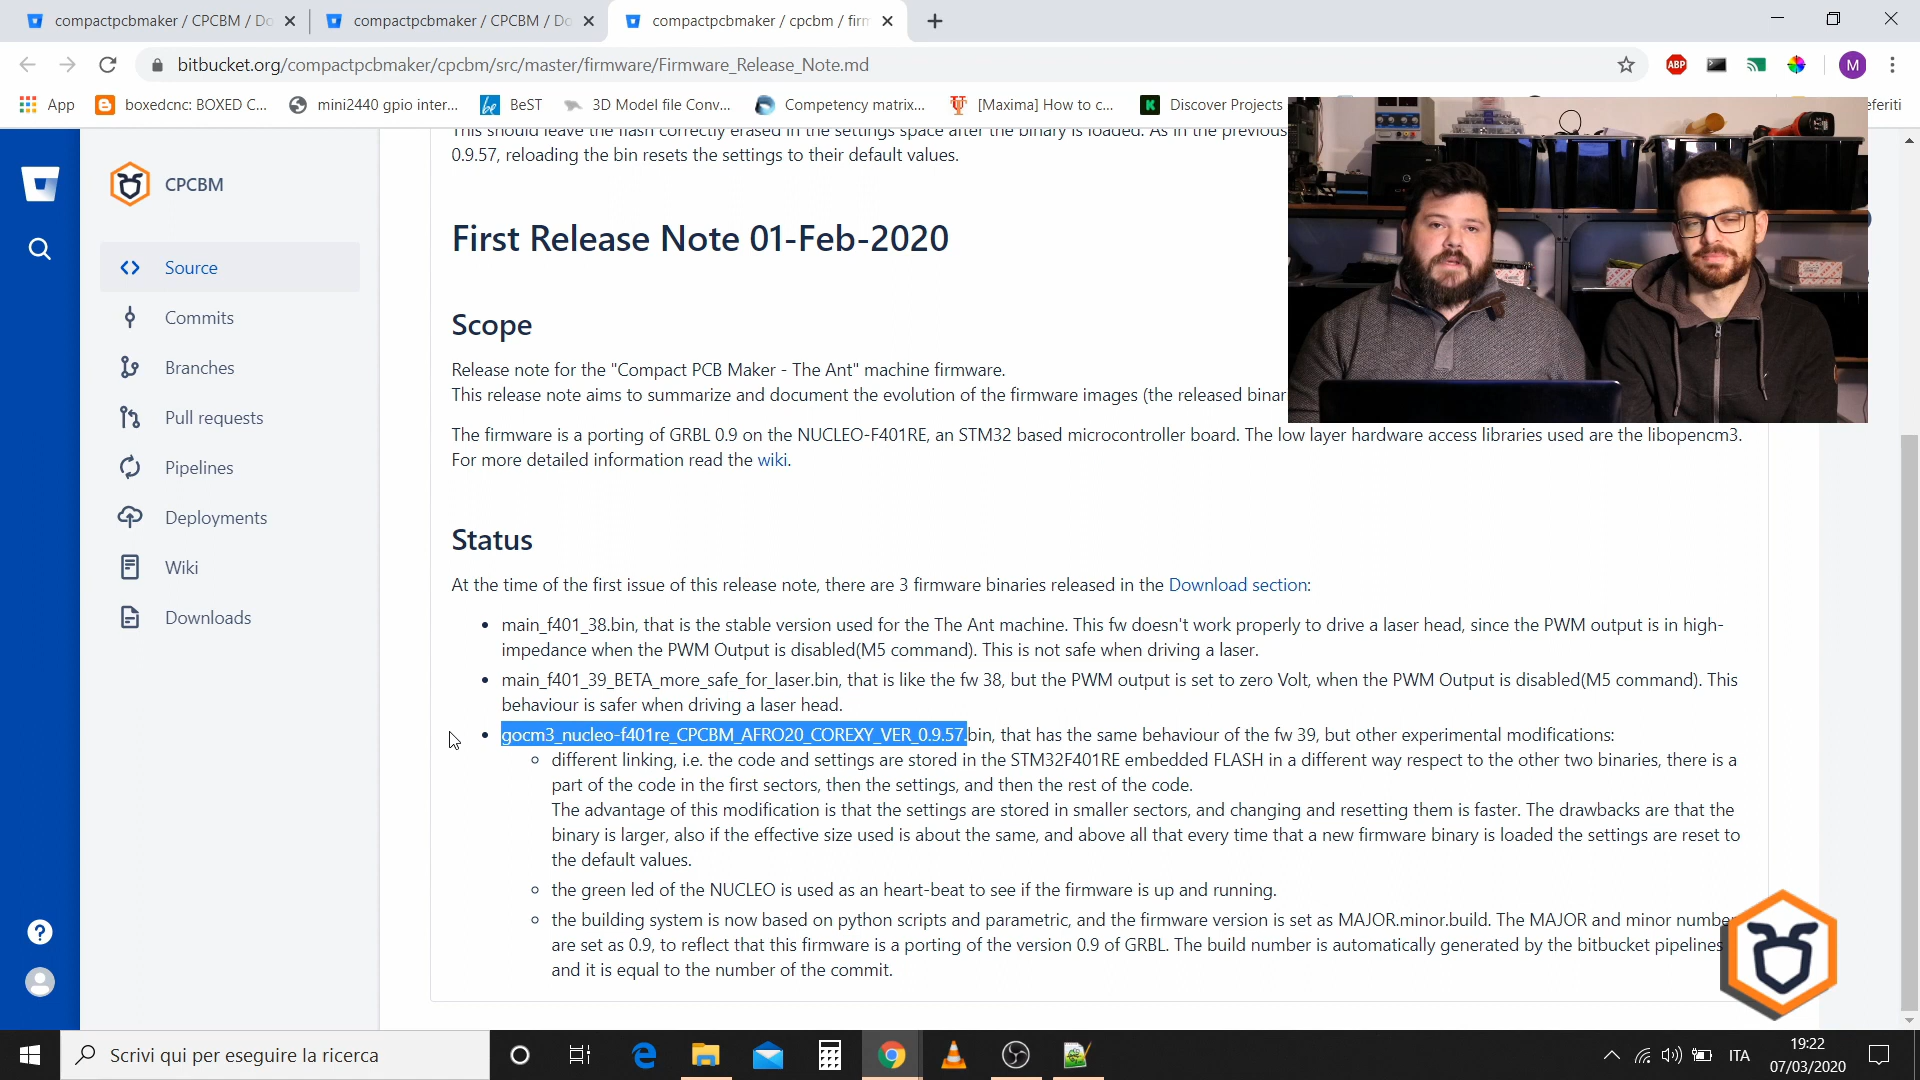 compactpcbmaker / CPCBM / Do
compactpcbmaker / CPCBM / Do
compactpcbmaker / cpcbm / firm
bitbucket.org/compactpcbmaker/cpcbm/src/master/firmware/Firmware_Release_Note.md
ABP
M
App
boxedcnc: BOXED C...
mini2440 gpio inter...
BeST
3D Model file Conv...
Competency matrix...
[Maxima] How to c...
Discover Projects
eferiti
This should leave the flash correctly erased in the settings space after the binary is loaded. As in the previous
0.9.57, reloading the bin resets the settings to their default values.
CPCBM
Source
Commits
Branches
Pull requests
Pipelines
Deployments
Wiki
Downloads
First Release Note 01-Feb-2020
Scope
Release note for the "Compact PCB Maker - The Ant" machine firmware.
This release note aims to summarize and document the evolution of the firmware images (the released binar
The firmware is a porting of GRBL 0.9 on the NUCLEO-F401RE, an STM32 based microcontroller board. The low layer hardware access libraries used are the libopencm3.
For more detailed information read the wiki.
Status
At the time of the first issue of this release note, there are 3 firmware binaries released in the Download section:
• main_f401_38.bin, that is the stable version used for the The Ant machine. This fw doesn't work properly to drive a laser head, since the PWM output is in high-
impedance when the PWM Output is disabled(M5 command). This is not safe when driving a laser.
• main_f401_39_BETA_more_safe_for_laser.bin, that is like the fw 38, but the PWM output is set to zero Volt, when the PWM Output is disabled(M5 command). This
behaviour is safer when driving a laser head.
• gocm3_nucleo-f401re_CPCBM_AFRO20_COREXY_VER_0.9.57.bin, that has the same behaviour of the fw 39, but other experimental modifications:
different linking, i.e. the code and settings are stored in the STM32F401RE embedded FLASH in a different way respect to the other two binaries, there is a
part of the code in the first sectors, then the settings, and then the rest of the code.
The advantage of this modification is that the settings are stored in smaller sectors, and changing and resetting them is faster. The drawbacks are that the
binary is larger, also if the effective size used is about the same, and above all that every time that a new firmware binary is loaded the settings are reset to
the default values.
the green led of the NUCLEO is used as an heart-beat to see if the firmware is up and running.
the building system is now based on python scripts and parametric, and the firmware version is set as MAJOR.minor.build. The MAJOR and minor number
are set as 0.9, to reflect that this firmware is a porting of the version 0.9 of GRBL. The build number is automatically generated by the bitbucket pipelines
and it is equal to the number of the commit.
Scrivi qui per eseguire la ricerca
ITA
19:22
07/03/2020